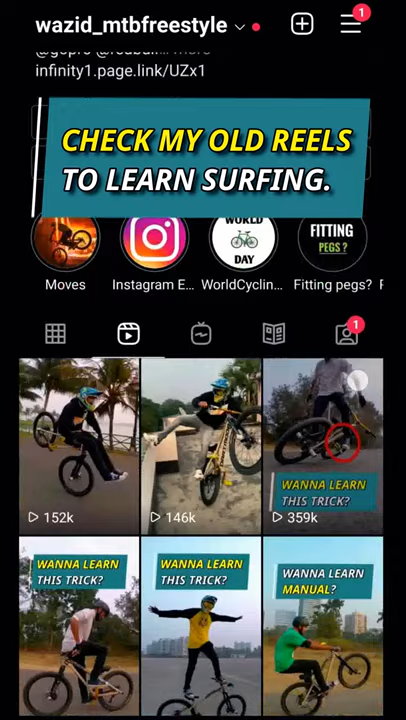 wazid_mtbfreestyle
1
infinity1.page.link/UZx1
CHECK MY OLD REELS
TO LEARN SURFING.
WORLD
DAY
FITTING
PEGS ?
Moves
Instagram E...
WorldCyclin...
Fitting pegs?
1
152k
146k
WANNA LEARN
THIS TRICK?
359k
WANNA LEARN
THIS TRICK?
WANNA LEARN
THIS TRICK?
WANNA LEARN
MANUAL?